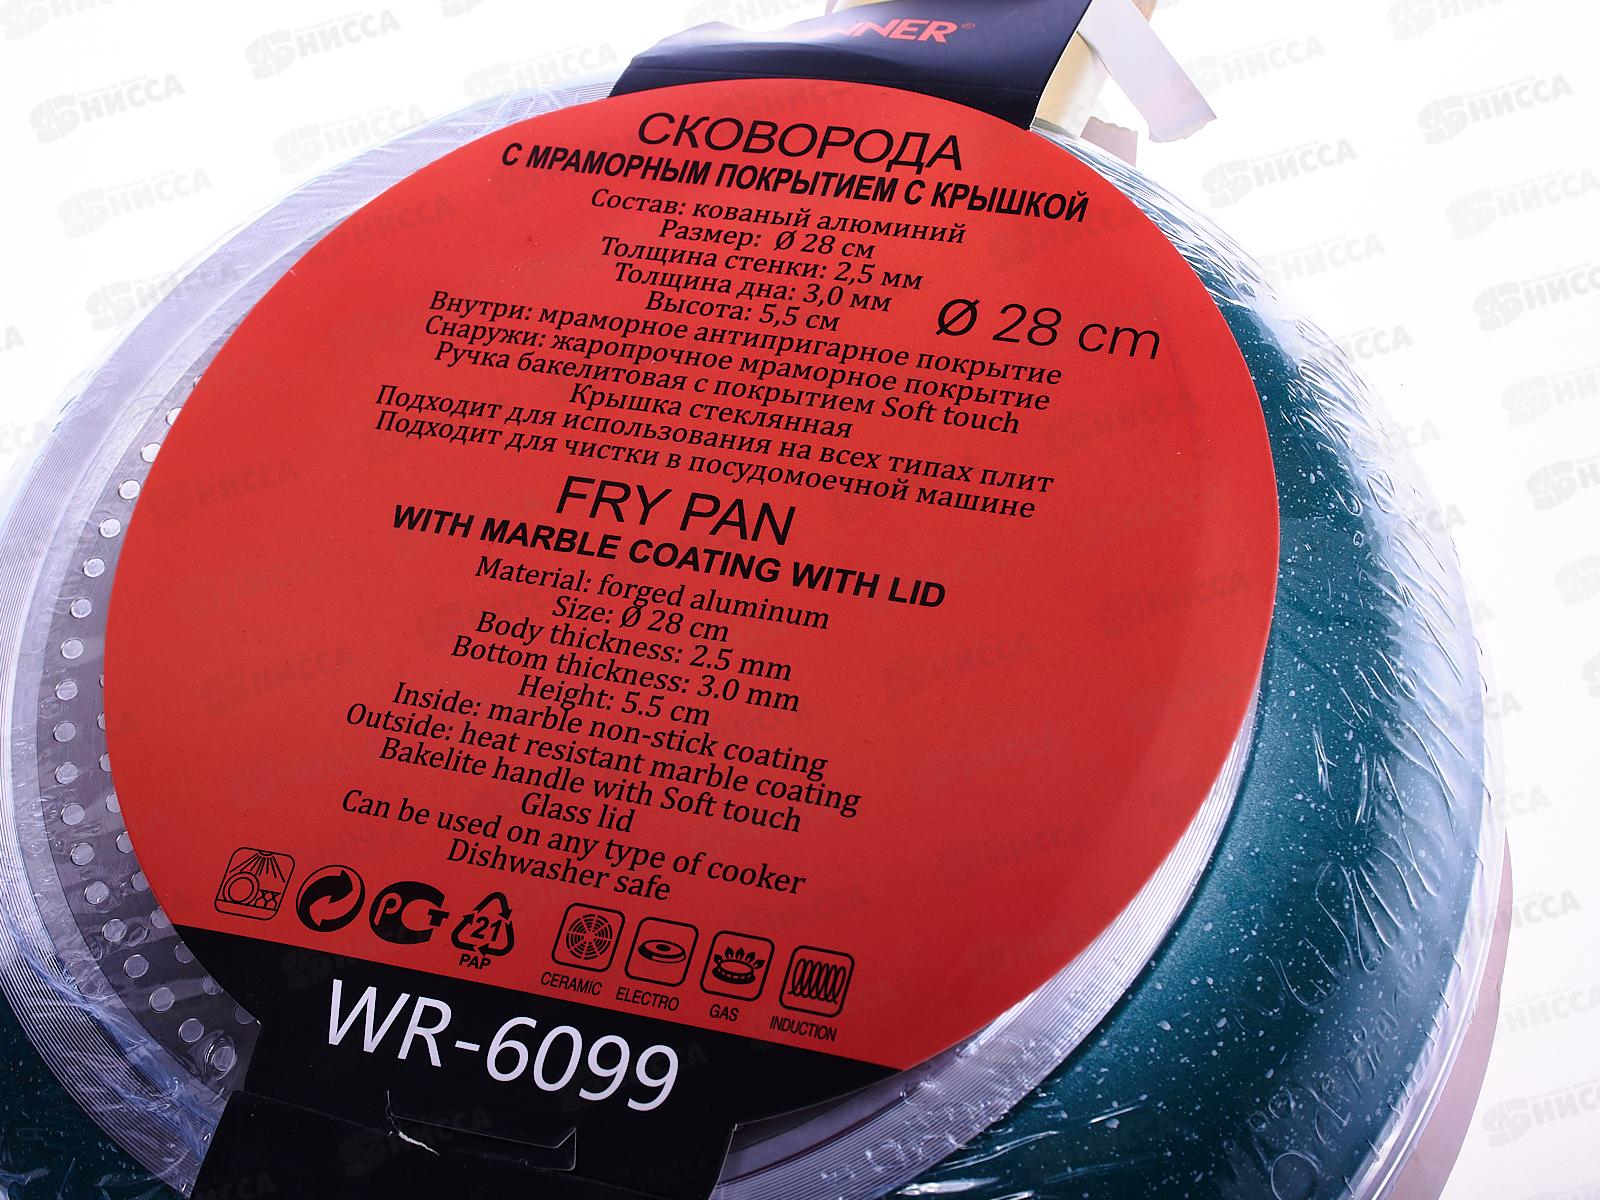 СКОВОРОДА
С МРАМОРНЫМ ПОКРЫТИЕМ С КРЫШКОЙ
Состав: кованый алюминий
Размер: Ø 28 см
Толщина стенки: 2,5 мм
Толщина дна: 3,0 мм
Высота: 5,5 см
Ø 28 cm
Внутри: мраморное антипригарное покрытие
Снаружи: жаропрочное мраморное покрытие
Ручка бакелитовая с покрытием Soft touch
Крышка стеклянная
Подходит для использования на всех типах плит
Подходит для чистки в посудомоечной машине
FRY PAN
WITH MARBLE COATING WITH LID
Material: forged aluminum
Size: Ø 28 cm
Body thickness: 2.5 mm
Bottom thickness: 3.0 mm
Height: 5.5 cm
Inside: marble non-stick coating
Outside: heat resistant marble coating
Bakelite handle with Soft touch
Glass lid
Can be used on any type of cooker
Dishwasher safe
21
PAP
CERAMIC
ELECTRO
GAS
INDUCTION
WR-6099
НИССА